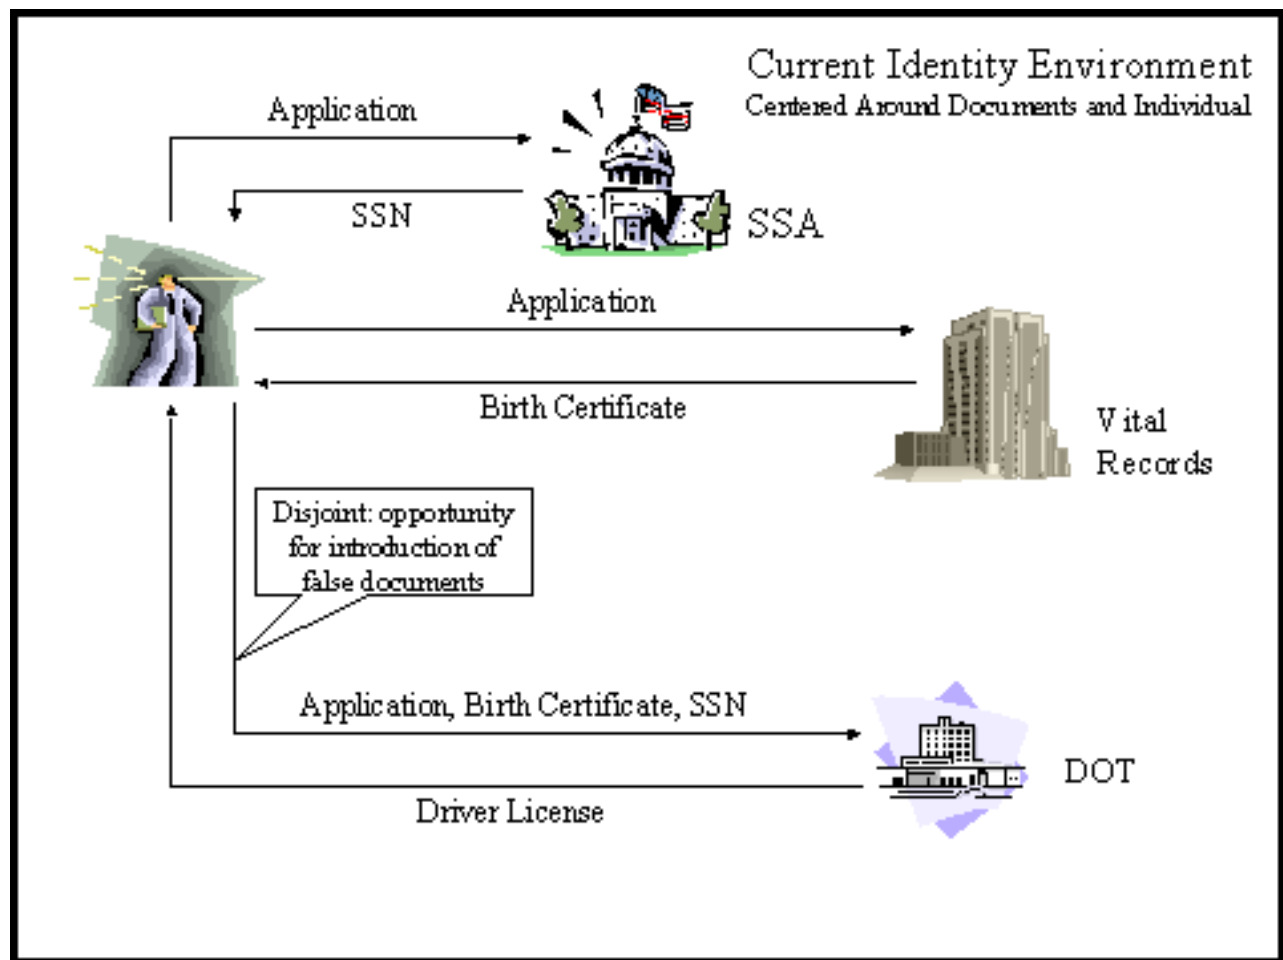 Current Identity Environment
Centered Around Documents and Individual
Application
SSN
SSA
Application
Birth Certificate
Vital
Records
Disjoint: opportunity
for introduction of
false documents
Application, Birth Certificate, SSN
DOT
Driver License